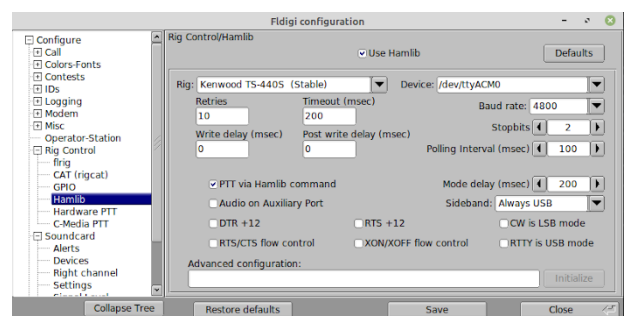 Fldigi configuration
Configure
Call
Colors-Fonts
Contests
IDs
Logging
Modem
Misc
Operator-Station
Rig Control
flrig
CAT (rigcat)
GPIO
Hamlib
Hardware PTT
C-Media PTT
Soundcard
Alerts
Devices
Right channel
Settings
Signal Level
Collapse Tree
Rig Control/Hamlib
Use Hamlib
Defaults
Rig: Kenwood TS-440S (Stable) Device: /dev/ttyACM0
Retries Timeout (msec) Baud rate: 4800
10 200
Stopbits 2
Write delay (msec) Post write delay (msec)
0 0 Polling Interval (msec) 100
PTT via Hamlib command Mode delay (msec) 200
Audio on Auxiliary Port Sideband: Always USB
DTR +12 RTS +12 CW is LSB mode
RTS/CTS flow control XON/XOFF flow control RTTY is USB mode
Advanced configuration:
Initialize
Restore defaults Save Close